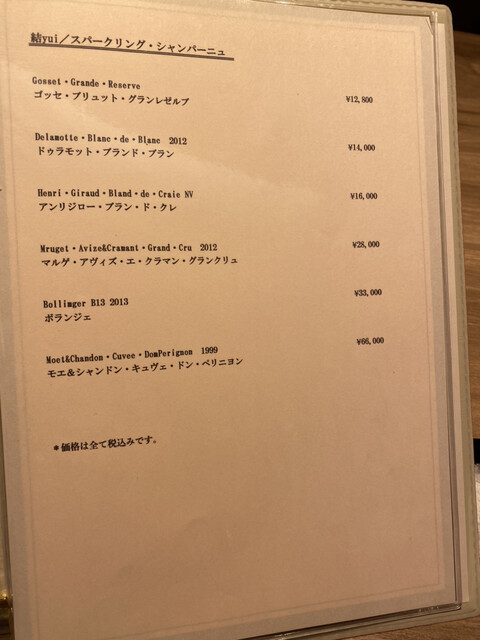 結yui／スパークリング・シャンパーニュ
Gosset・Grande・Reserve
ゴッセ・ブリュット・グランレゼルブ ¥12,800
Delamotte・Blanc・de・Blanc 2012
ドゥラモット・ブランド・ブラン ¥14,000
Henri・Giraud・Bland・de・Craie NV
アンリジロー・ブラン・ド・クレ ¥16,000
Mruget・Avize&Cramant・Grand・Cru 2012
マルゲ・アヴィズ・エ・クラマン・グランクリュ ¥28,000
Bollinger B13 2013
ボランジェ ¥33,000
Moet&Chandon・Cuvee・DomPerignon 1999
モエ＆シャンドン・キュヴェ・ドン・ペリニヨン ¥66,000
＊価格は全て税込みです。